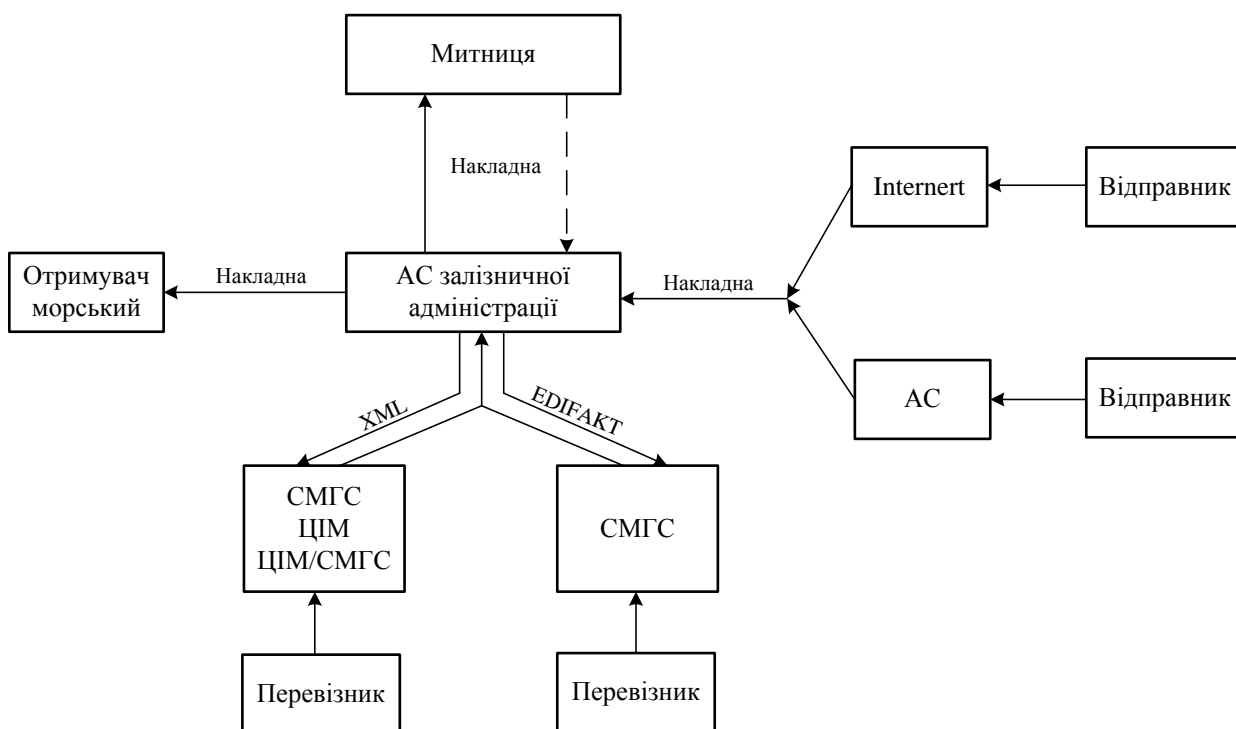 Митниця
Накладна
Internert
Відправник
Отримувач
морський
Накладна
АС залізничної
адміністрації
Накладна
АС
Відправник
XML
EDIFAKT
СМГС
ЦІМ
ЦІМ/СМГС
СМГС
Перевізник
Перевізник